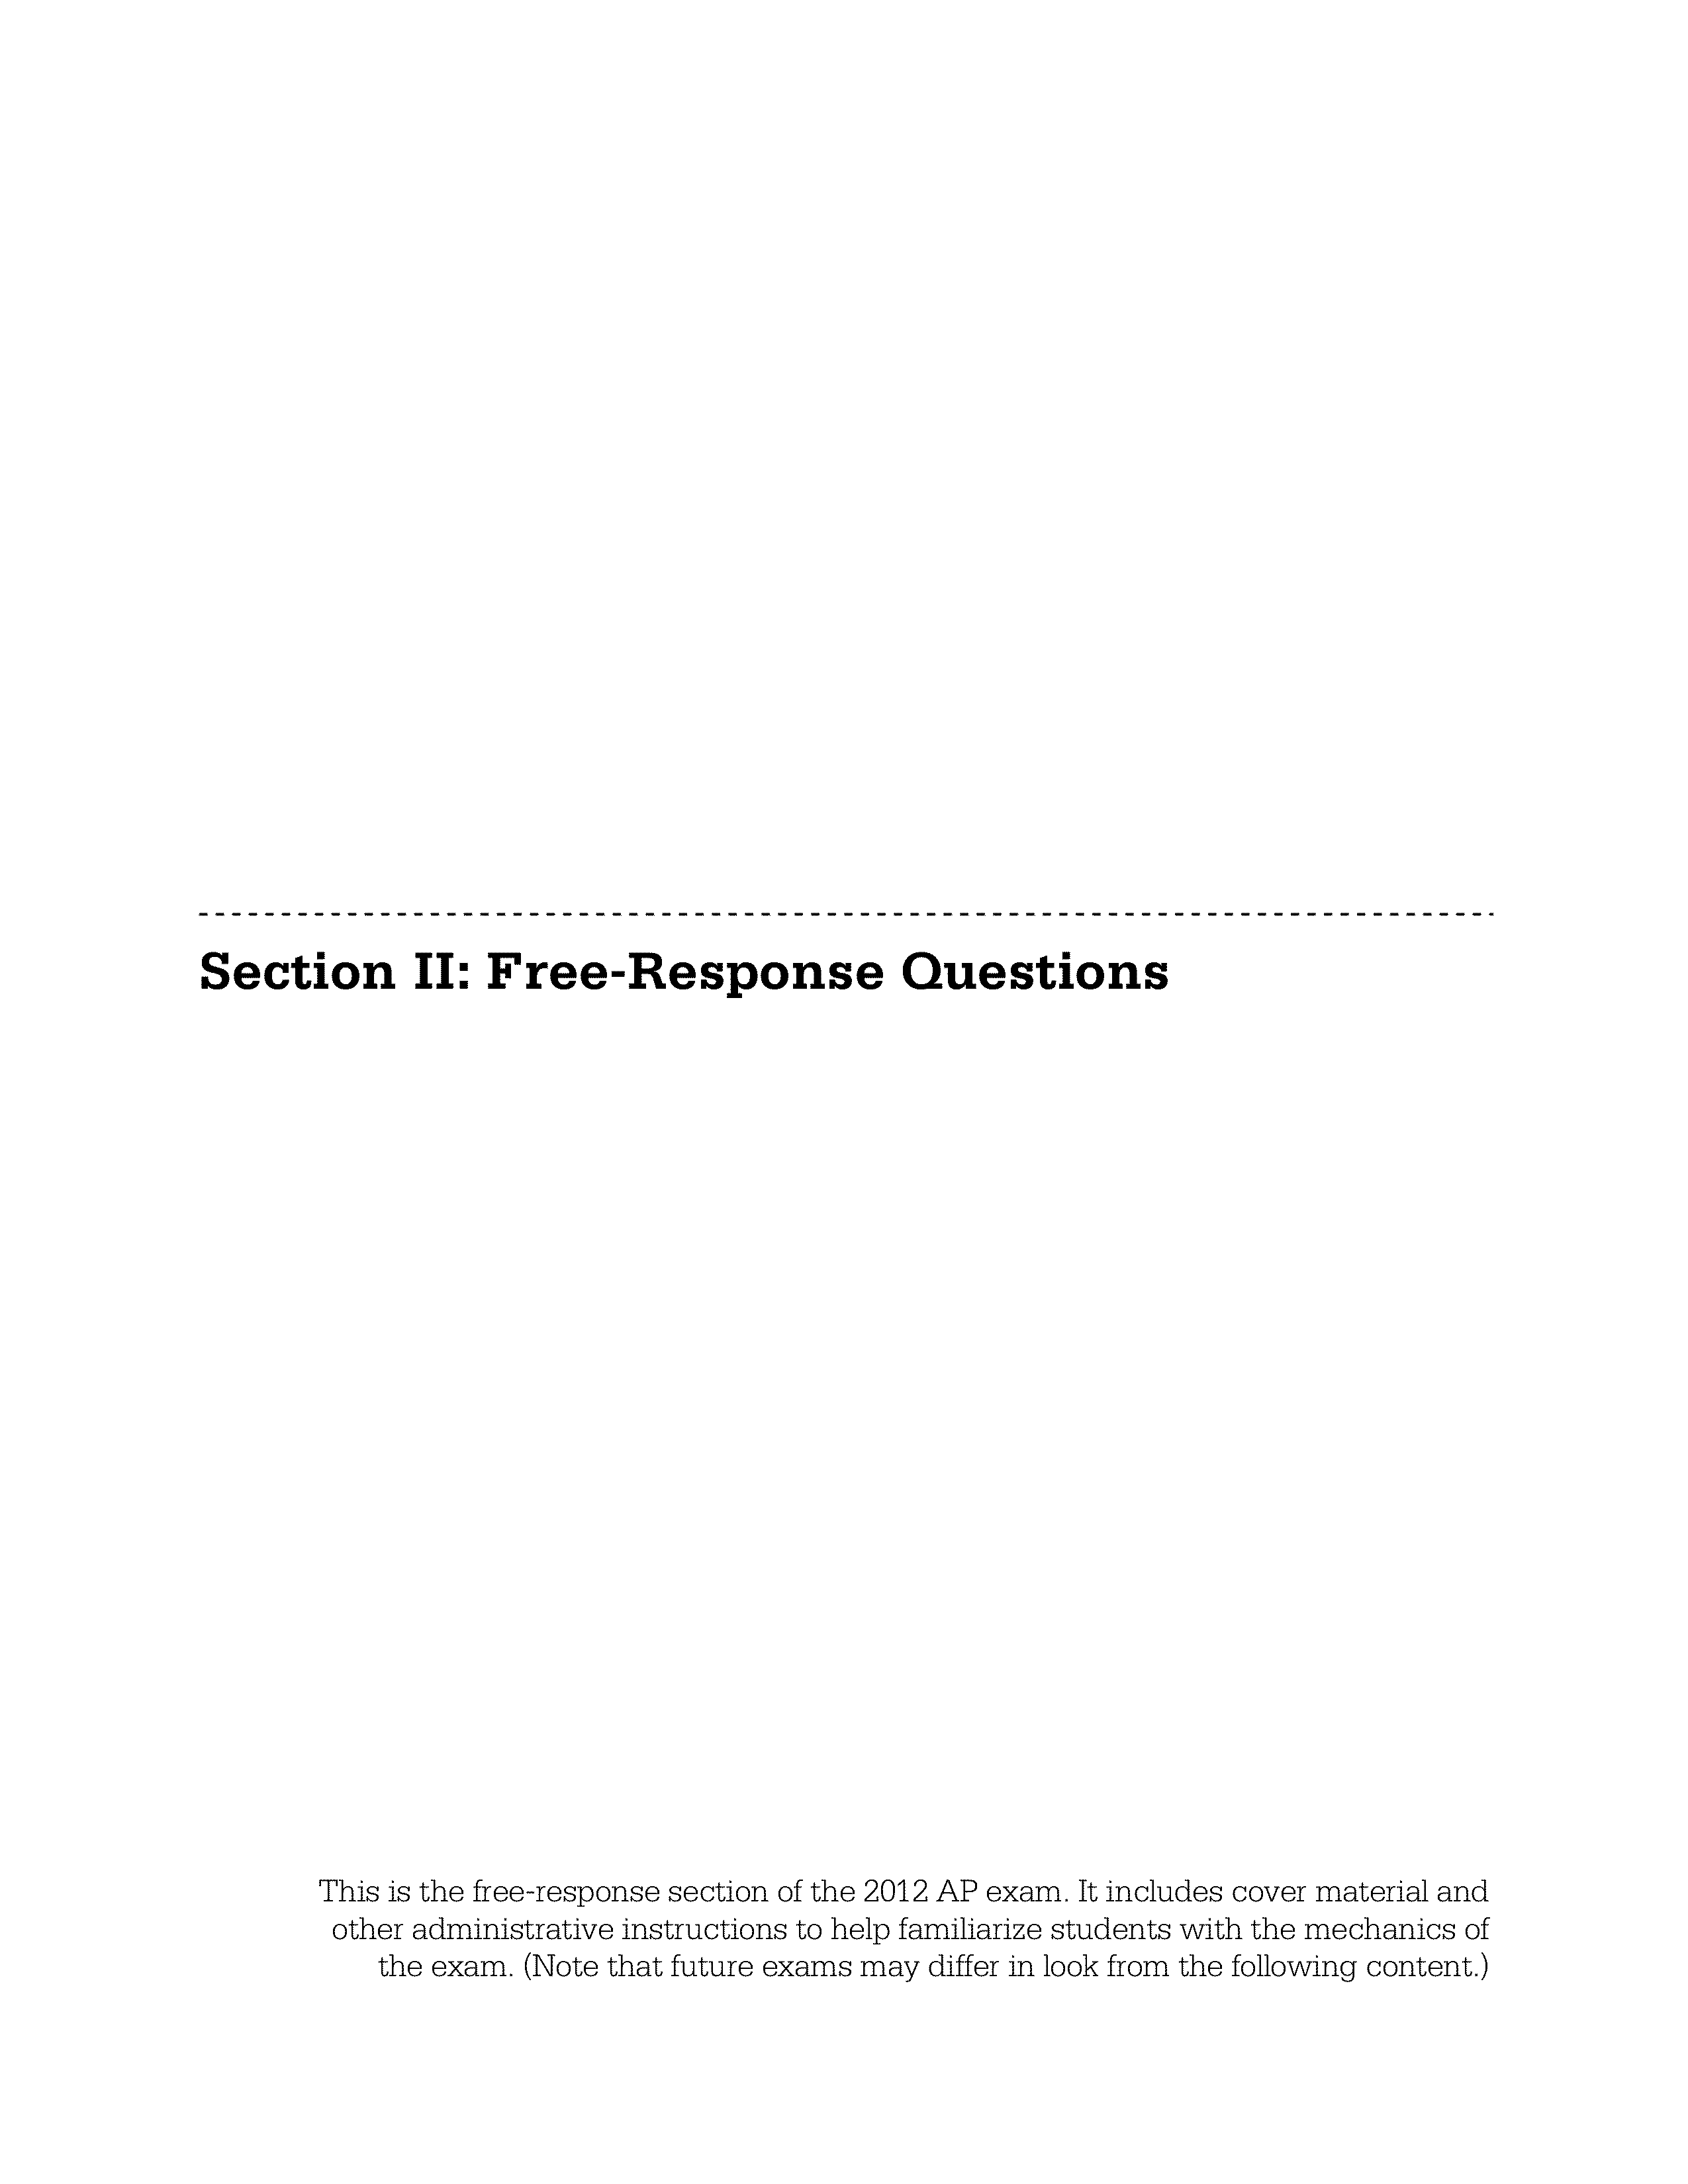 Section II: Free-Response Questions
This is the free-response section of the 2012 AP exam. It includes cover material and
other administrative instructions to help familiarize students with the mechanics of
the exam. (Note that future exams may differ in look from the following content.)